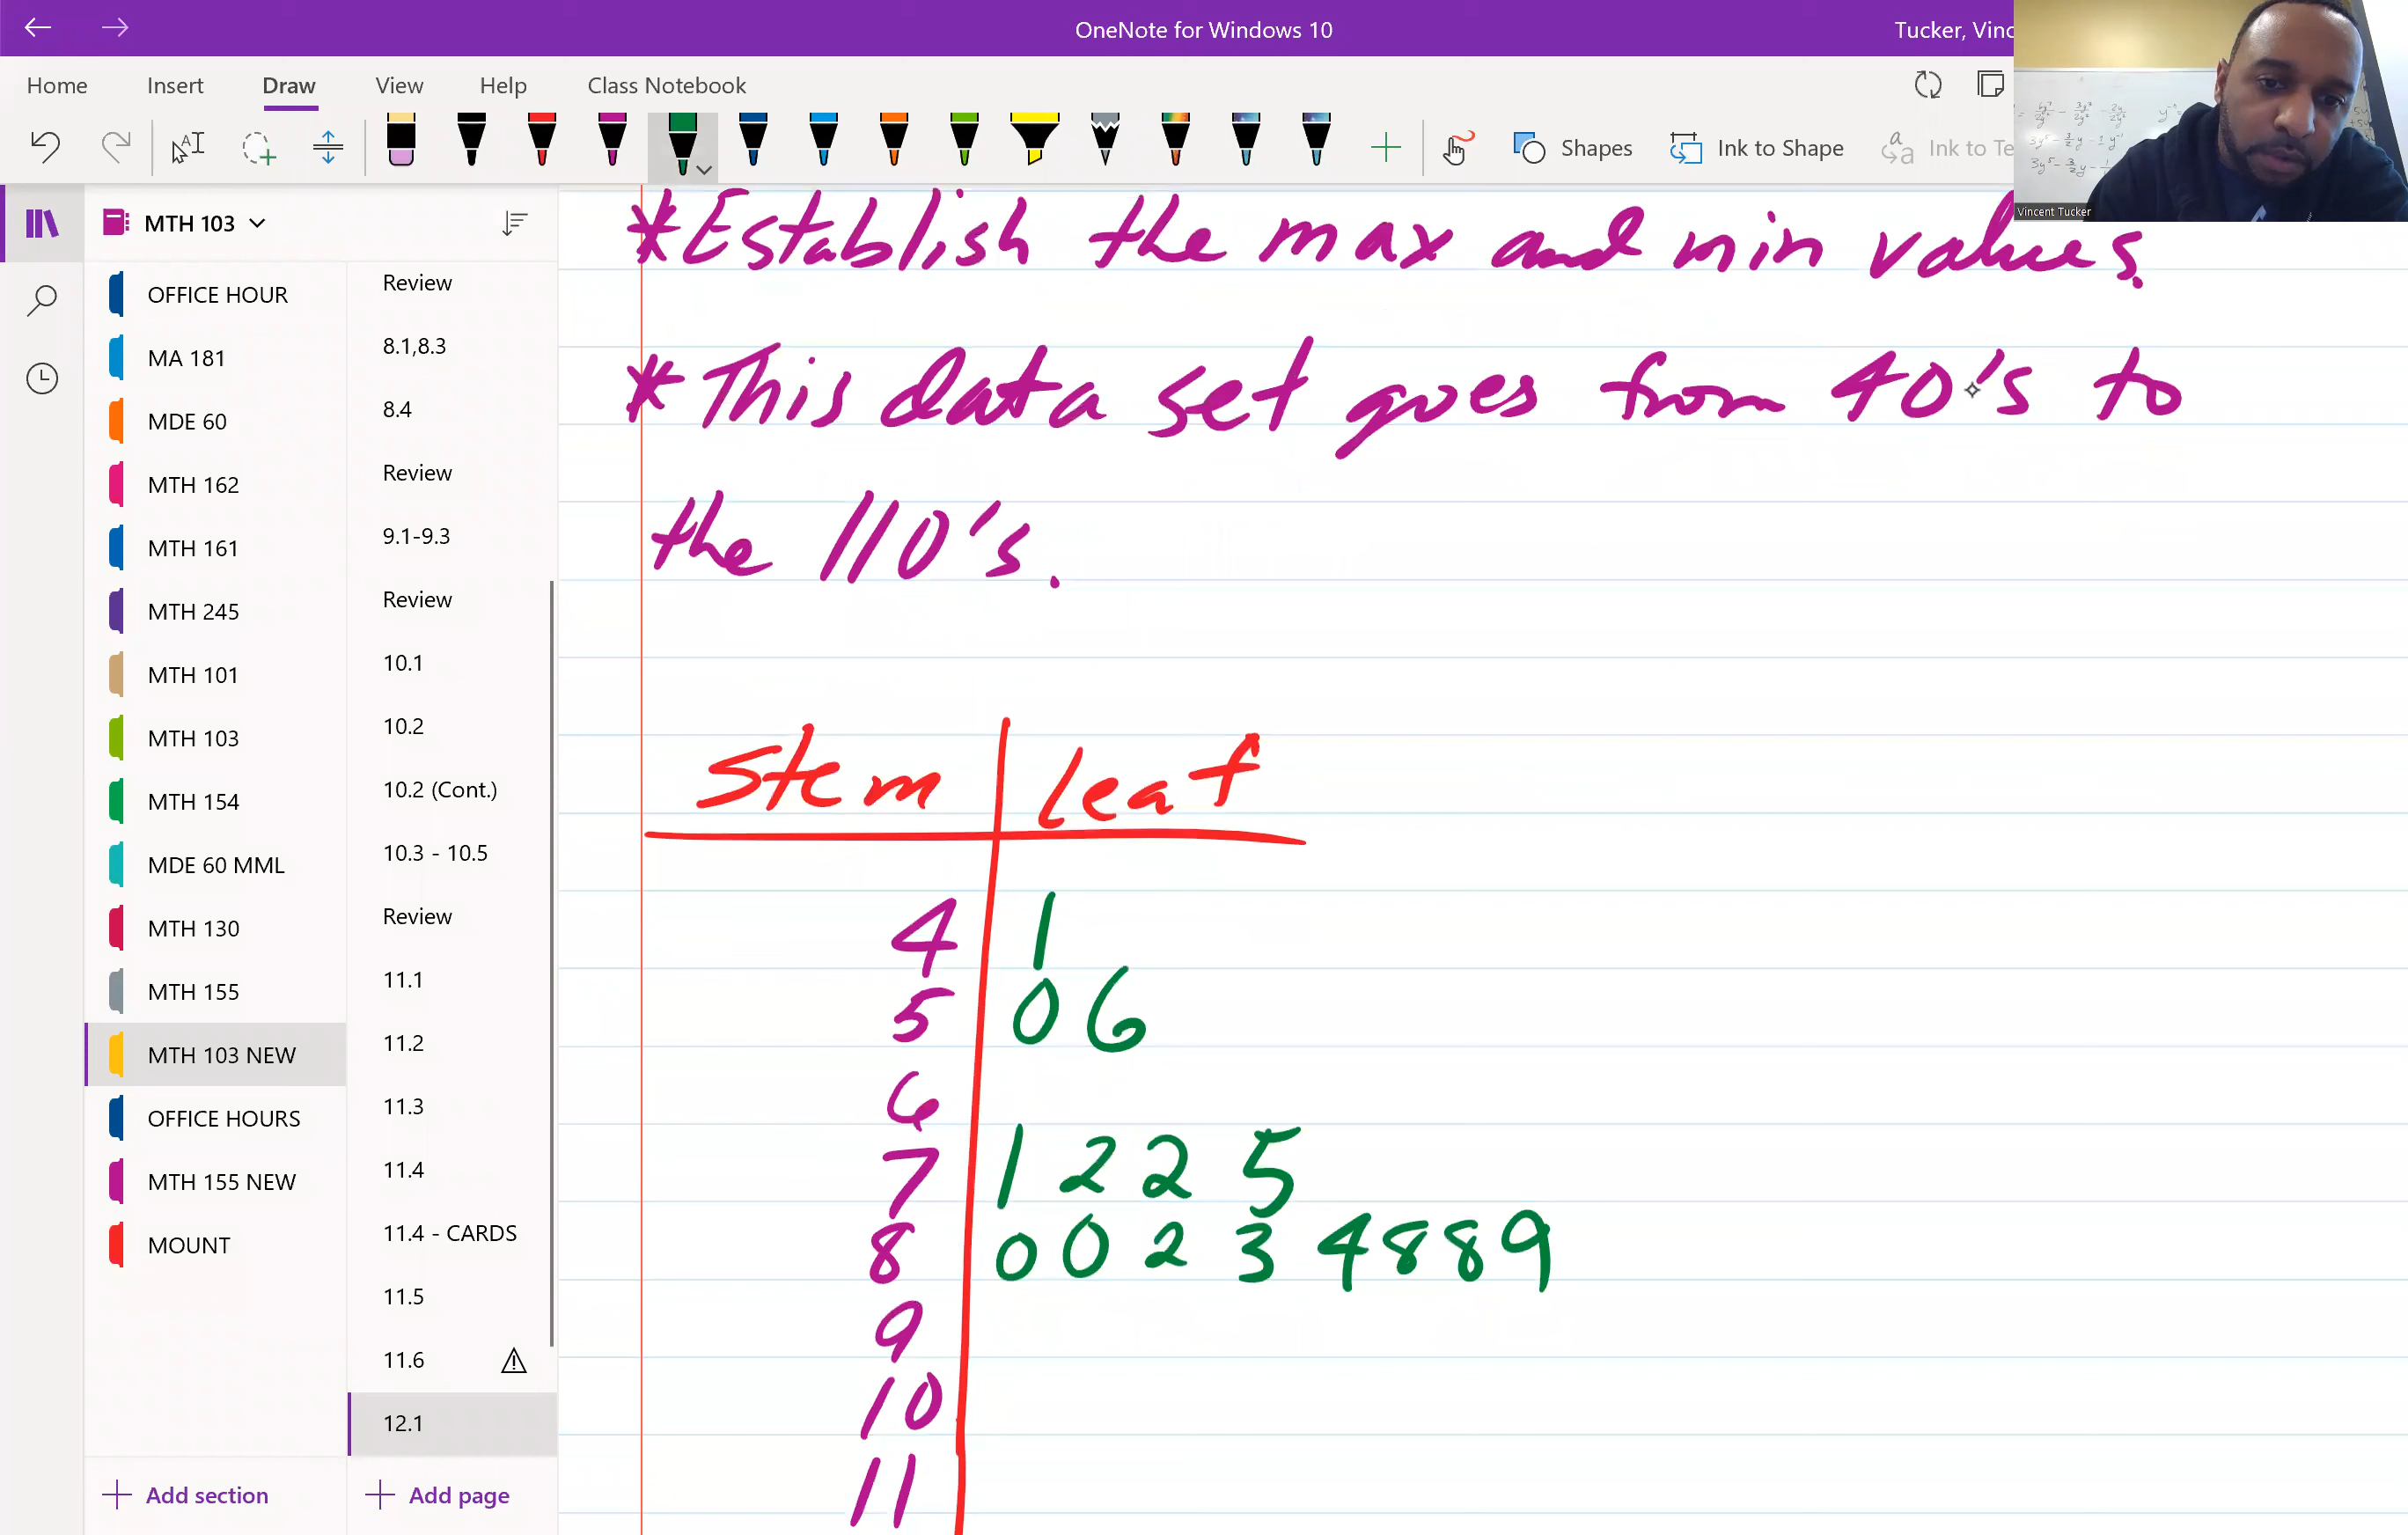 OneNote for Windows 10
Tucker, Vinc
Home Insert Draw View Help Class Notebook
Shapes Ink to Shape Ink to Te
Vincent Tucker
MTH 103
OFFICE HOUR
MA 181
MDE 60
MTH 162
MTH 161
MTH 245
MTH 101
MTH 103
MTH 154
MDE 60 MML
MTH 130
MTH 155
MTH 103 NEW
OFFICE HOURS
MTH 155 NEW
MOUNT
Add section
Review
8.1,8.3
8.4
Review
9.1-9.3
Review
10.1
10.2
10.2 (Cont.)
10.3 - 10.5
Review
11.1
11.2
11.3
11.4
11.4 - CARDS
11.5
11.6
12.1
Add page
*Establish the max and min values.
*This data set goes from 40's to
the 110's.
Stem | Leaf
4 | 1
5 | 0 6
6 |
7 | 1 2 2 5
8 | 0 0 2 3 4 8 8 9
9 |
10 |
11 |